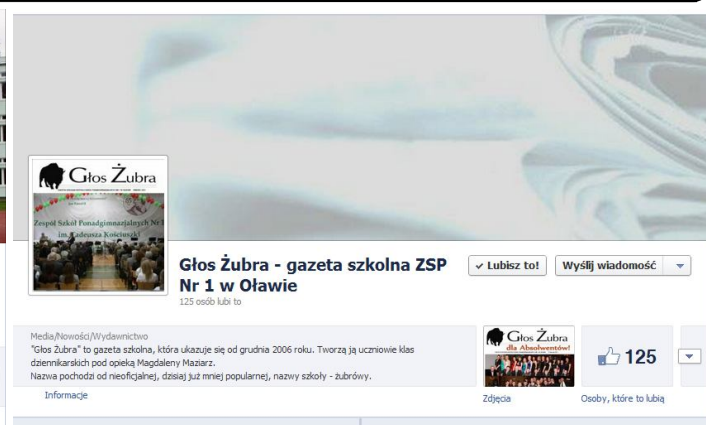 Głos Żubra
Zespół Szkół Ponadgimnazjalnych Nr 1
im. Tadeusza Kościuszki
Głos Żubra - gazeta szkolna ZSP
Nr 1 w Oławie
125 osób lubi to
✓ Lubisz to!
Wyślij wiadomość
Media/Nowości/Wydawnictwo
"Głos Żubra" to gazeta szkolna, która ukazuje się od grudnia 2006 roku. Tworzą ją uczniowie klas
dziennikarskich pod opieką Magdaleny Maziarz.
Nazwa pochodzi od nieoficjalnej, dzisiaj już mniej popularnej, nazwy szkoły - żubrówy.
Informacje
Głos Żubra
dla Absolwentów!
Zdjęcia
125
Osoby, które to lubią